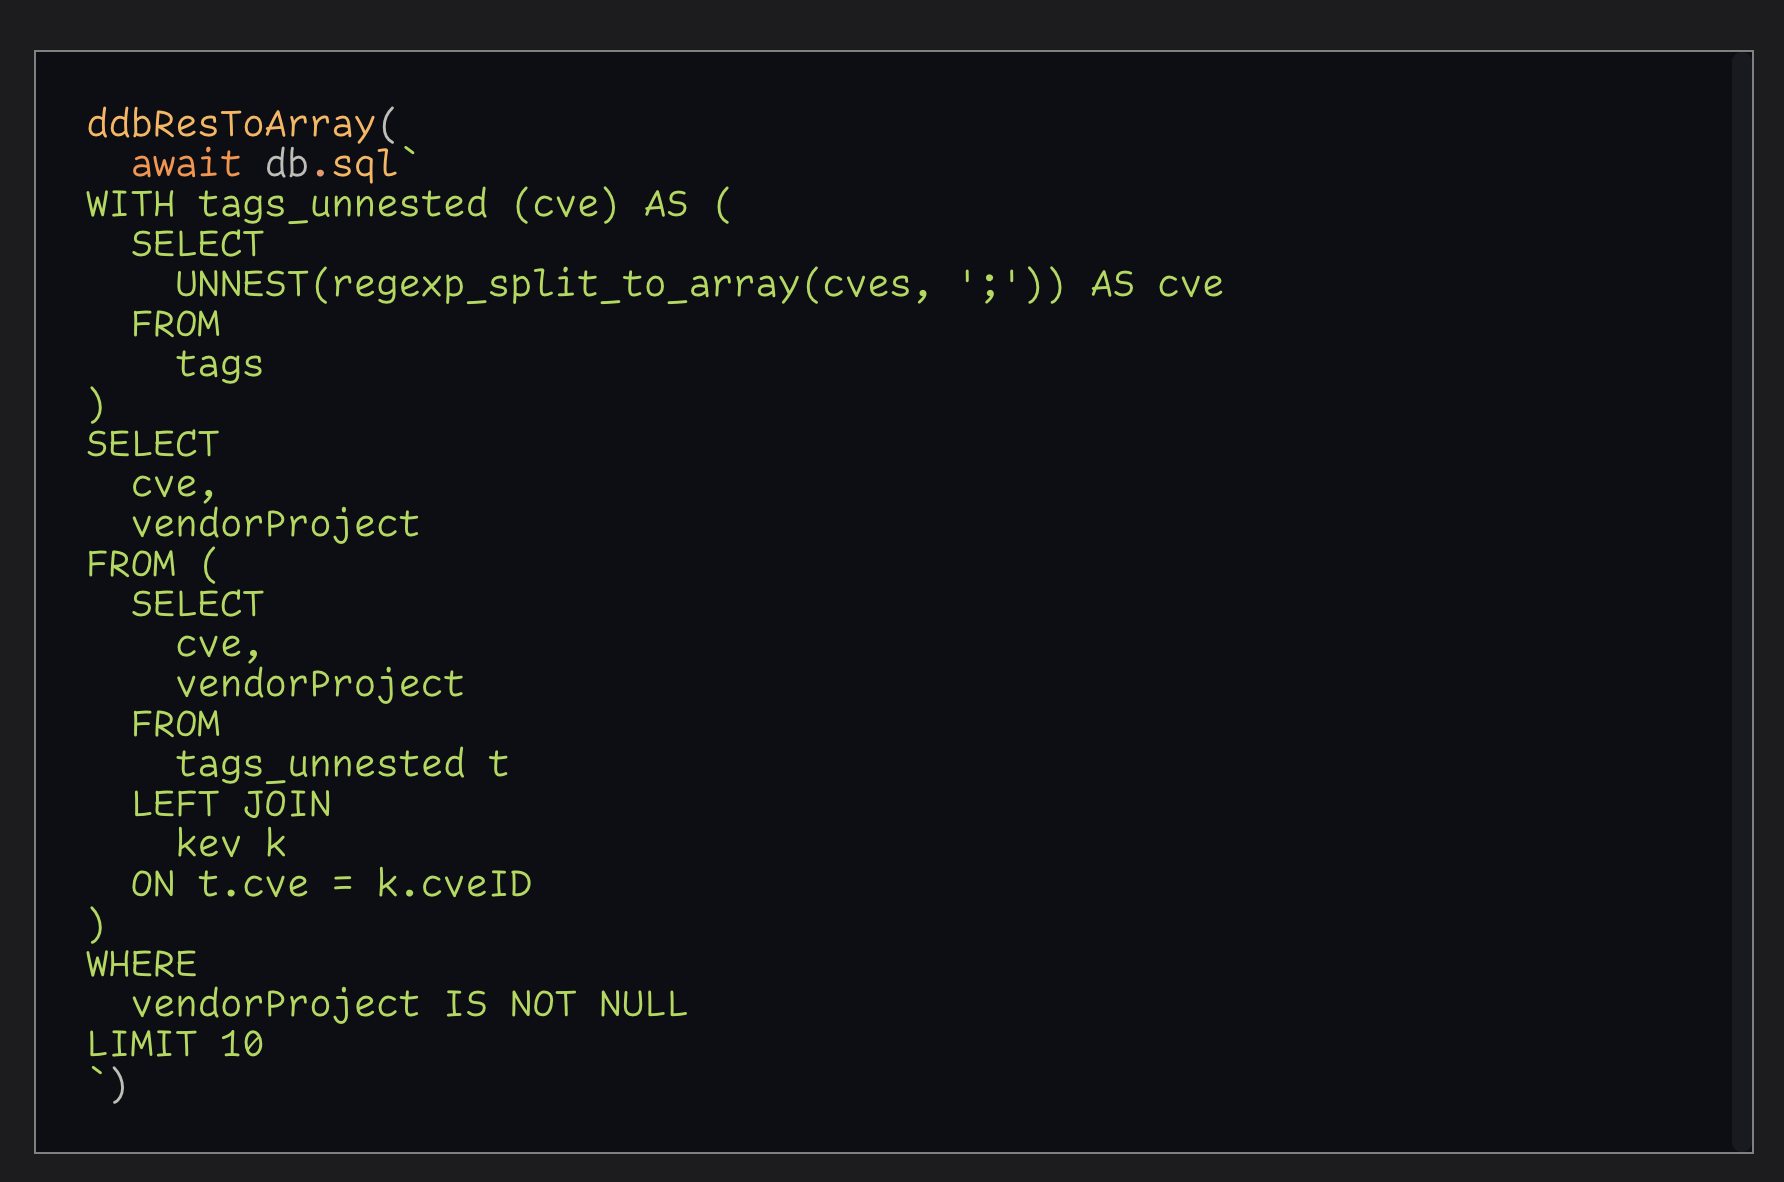 ddbResToArray(
  await db.sql`
WITH tags_unnested (cve) AS (
  SELECT
    UNNEST(regexp_split_to_array(cves, ';')) AS cve
  FROM
    tags
)
SELECT
  cve,
  vendorProject
FROM (
  SELECT
    cve,
    vendorProject
  FROM
    tags_unnested t
  LEFT JOIN
    kev k
  ON t.cve = k.cveID
)
WHERE
  vendorProject IS NOT NULL
LIMIT 10
`)